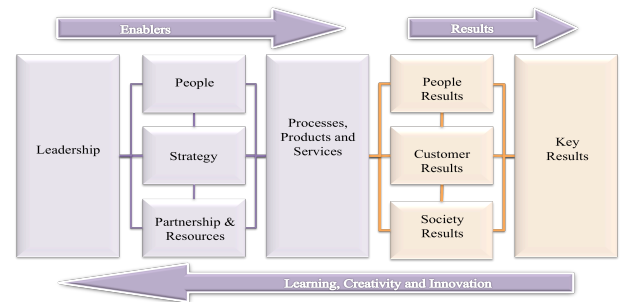 Enablers
Results
Leadership
People
Strategy
Partnership &
Resources
Processes,
Products and
Services
People
Results
Customer
Results
Society
Results
Key
Results
Learning, Creativity and Innovation